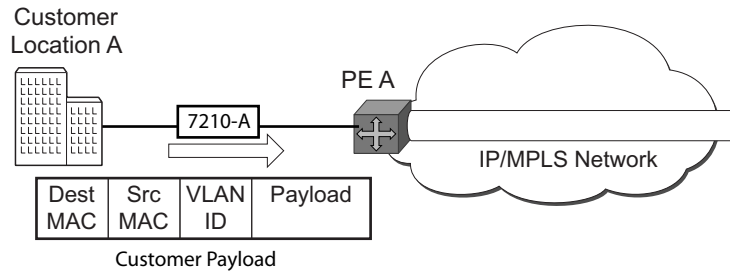 Customer
Location A
PE A
7210-A
IP/MPLS Network
Dest
MAC
Src
MAC
VLAN
ID
Payload
Customer Payload